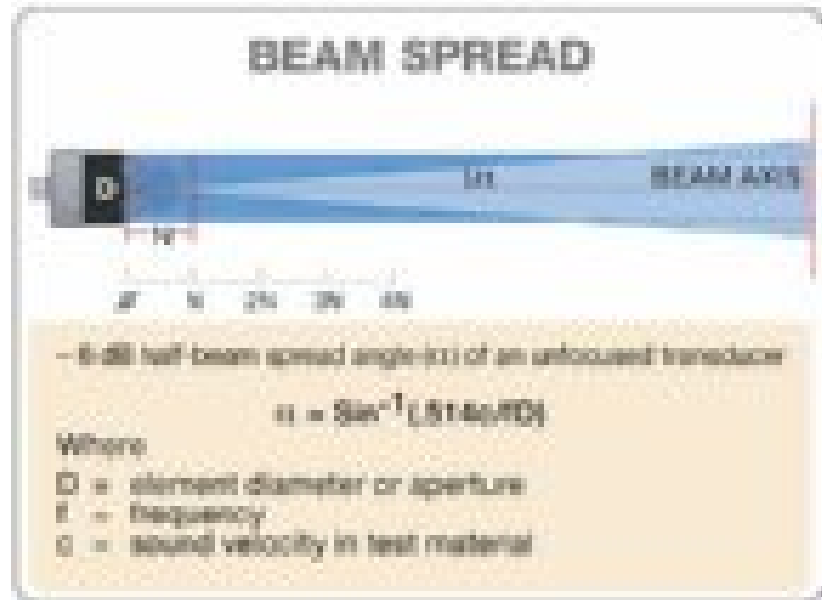 BEAM SPREAD
D
(α)
BEAM AXIS
N
N 2N 3N 4N
- 6 dB half-beam spread angle (α) of an unfocused transducer
α = Sin⁻¹(.514c/fD)
Where
D = element diameter or aperture
f = frequency
c = sound velocity in test material